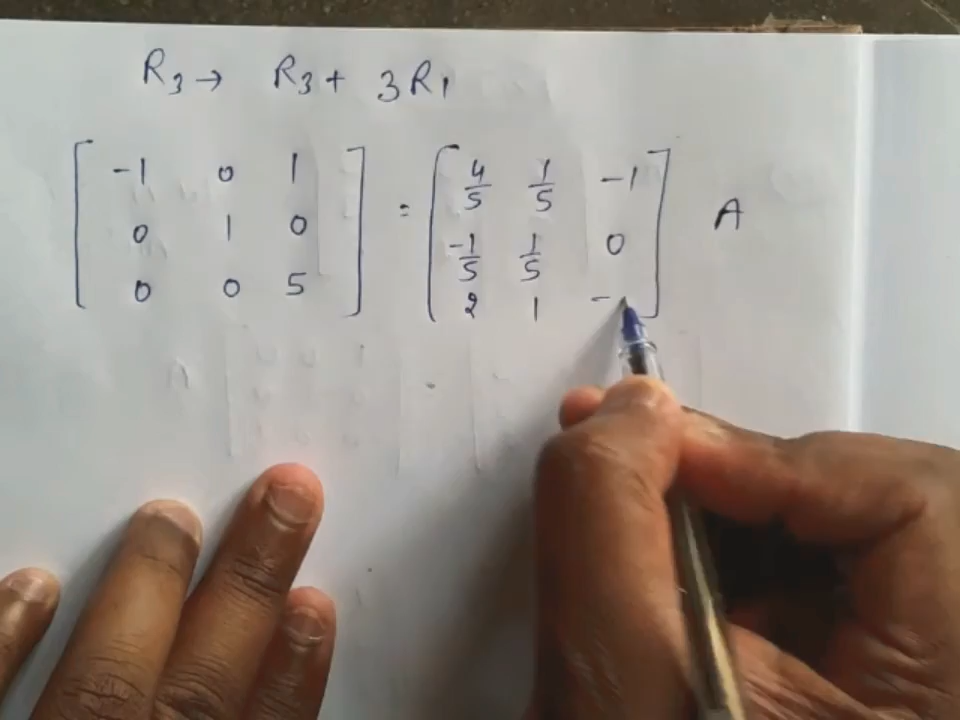 R3 → R3 + 3R1
-1 0 1 4/5 1/5 -1
0 1 0 = -1/5 1/5 0 A
0 0 5 2 1 -